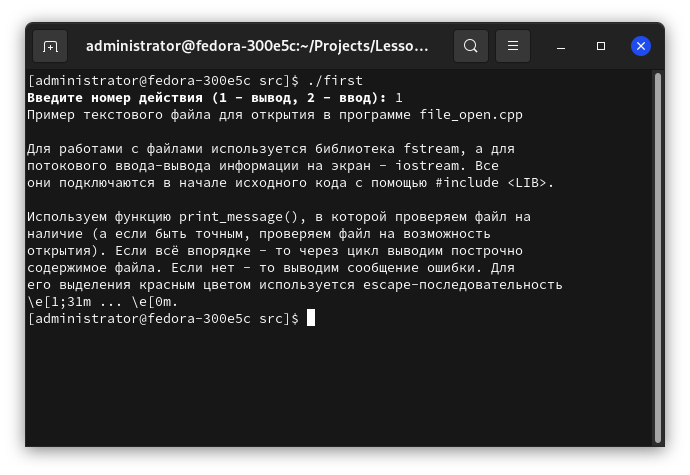 administrator@fedora-300e5c:~/Projects/Lesso...
[administrator@fedora-300e5c src]$ ./first
Введите номер действия (1 - вывод, 2 - ввод): 1
Пример текстового файла для открытия в программе file_open.cpp
Для работами с файлами используется библиотека fstream, а для
потокового ввода-вывода информации на экран - iostream. Все
они подключаются в начале исходного кода с помощью #include <LIB>.
Используем функцию print_message(), в которой проверяем файл на
наличие (а если быть точным, проверяем файл на возможность
открытия). Если всё впорядке - то через цикл выводим построчно
содержимое файла. Если нет - то выводим сообщение ошибки. Для
его выделения красным цветом используется escape-последовательность
\e[1;31m ... \e[0m.
[administrator@fedora-300e5c src]$